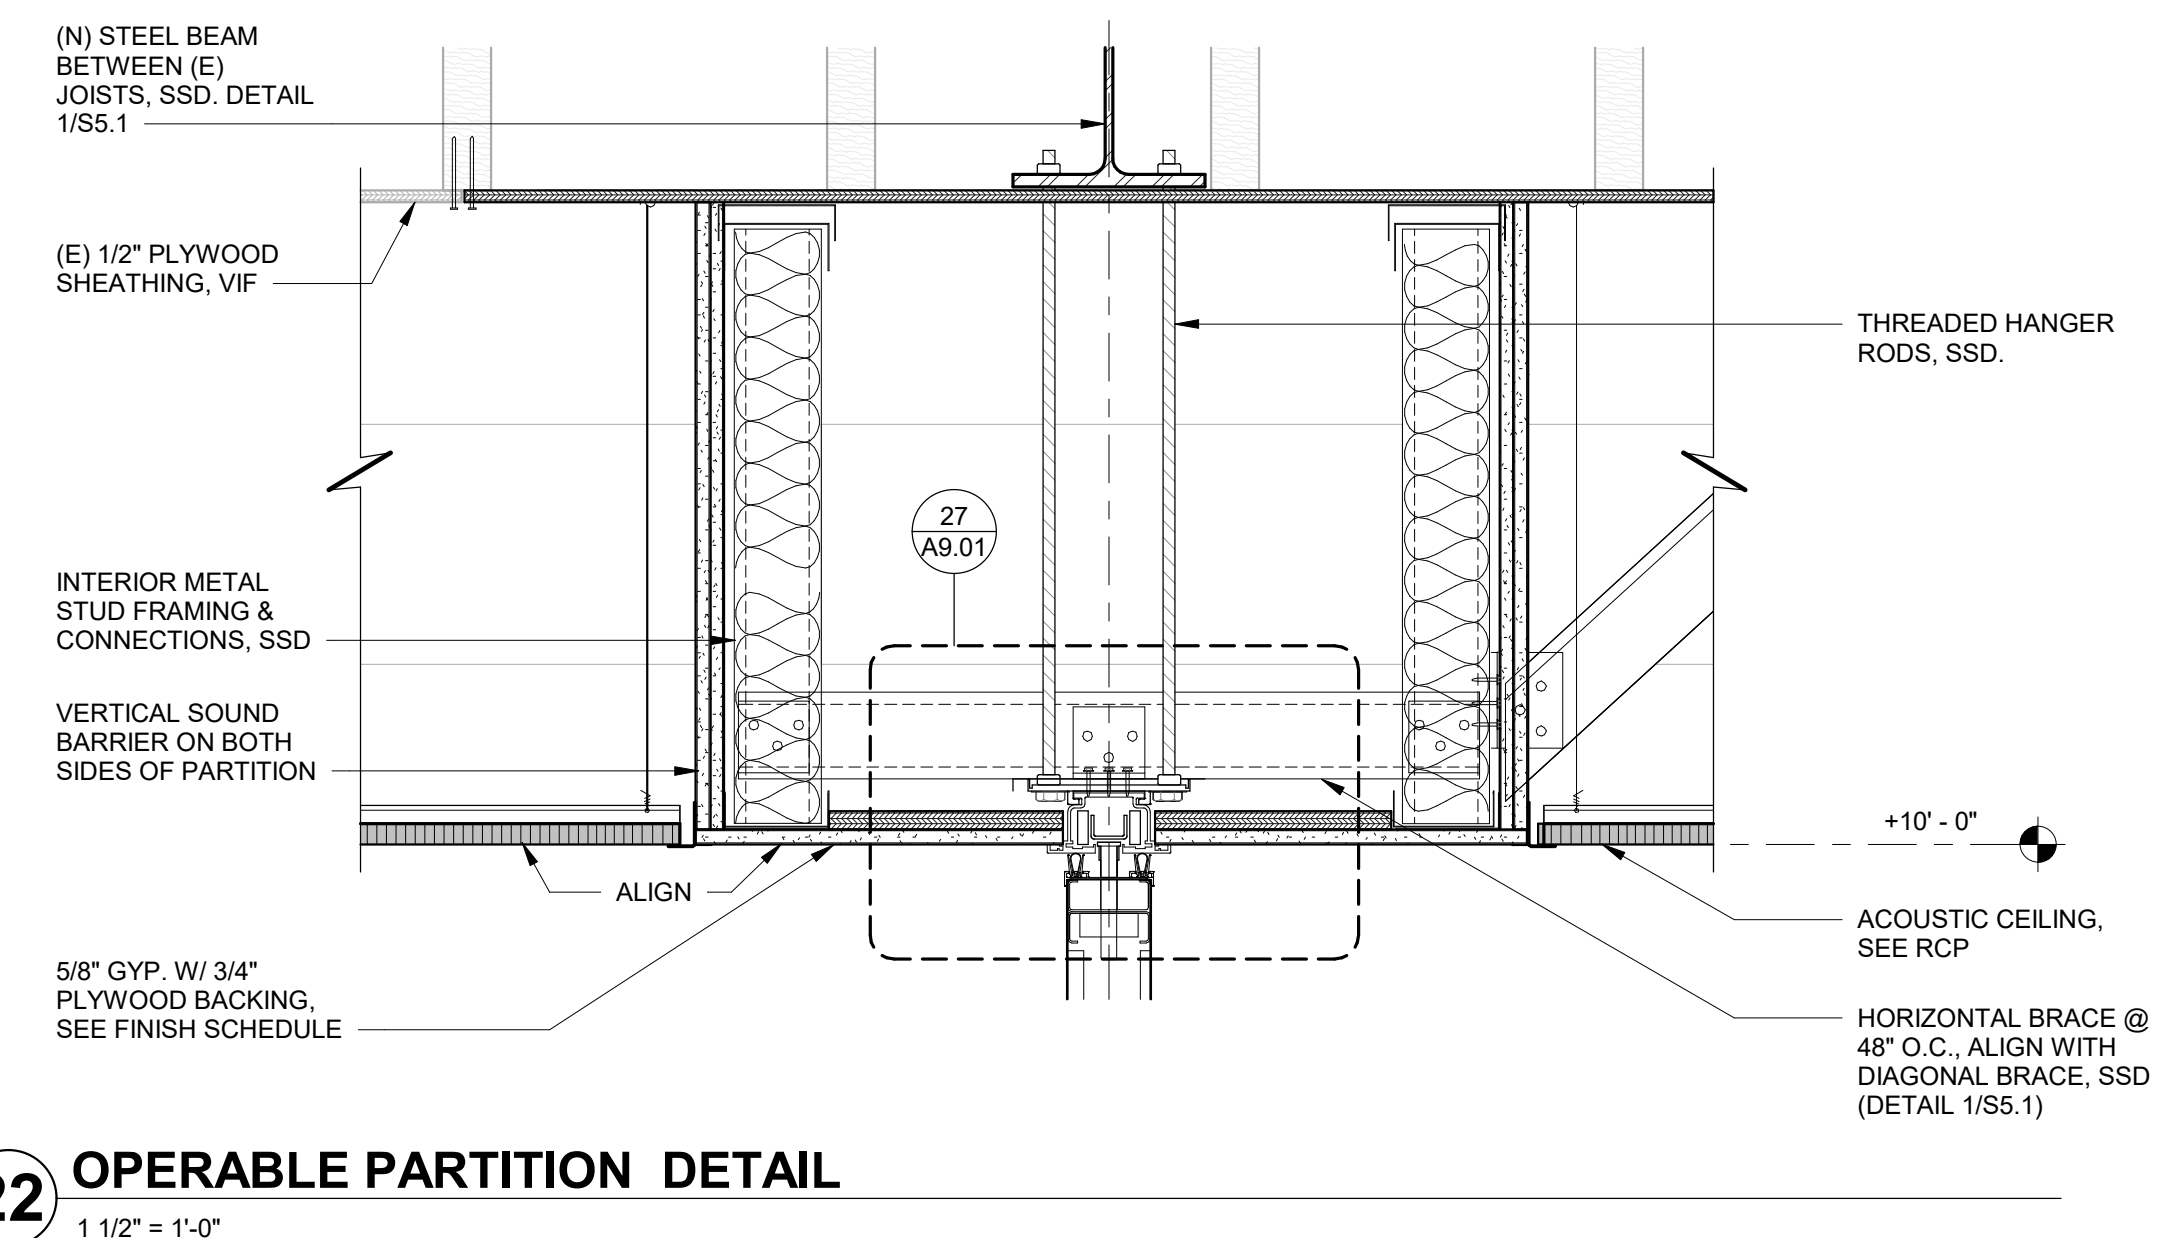 (N) STEEL BEAM
BETWEEN (E)
JOISTS, SSD. DETAIL
1/S5.1
(E) 1/2" PLYWOOD
SHEATHING, VIF
THREADED HANGER
RODS, SSD.
27
A9.01
INTERIOR METAL
STUD FRAMING &
CONNECTIONS, SSD
VERTICAL SOUND
BARRIER ON BOTH
SIDES OF PARTITION
+10' - 0"
ALIGN
ACOUSTIC CEILING,
SEE RCP
5/8" GYP. W/ 3/4"
PLYWOOD BACKING,
SEE FINISH SCHEDULE
HORIZONTAL BRACE @
48" O.C., ALIGN WITH
DIAGONAL BRACE, SSD
(DETAIL 1/S5.1)
22 OPERABLE PARTITION DETAIL
1 1/2" = 1'-0"